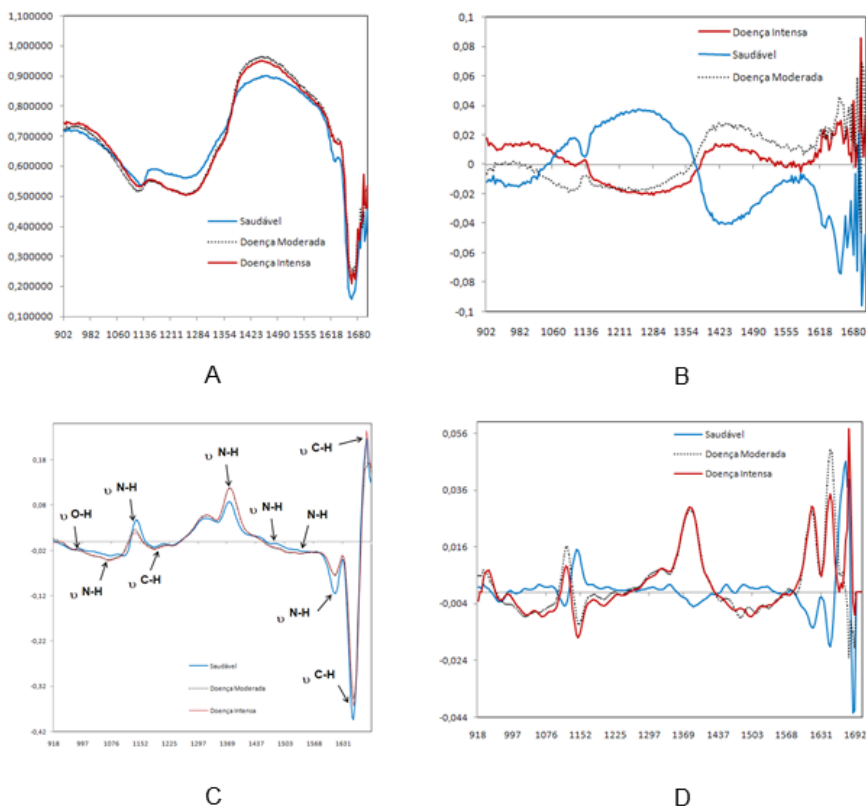 1,100000
1,000000
0,900000
0,800000
0,700000
0,600000
0,500000
0,400000
0,300000
0,200000
0,100000
Saudável
Doença Moderada
Doença Intensa
902 982 1060 1136 1211 1284 1354 1423 1490 1555 1618 1680
A
0,1
0,08
0,06
0,04
0,02
0
-0,02
-0,04
-0,06
-0,08
-0,1
Doença Intensa
Saudável
Doença Moderada
902 982 1060 1136 1211 1284 1354 1423 1490 1555 1618 1680
B
0,18
0,08
-0,02
-0,12
-0,22
-0,32
-0,42
υ O-H
υ N-H
υ N-H
υ C-H
υ N-H
υ N-H
N-H
υ N-H
υ C-H
υ C-H
Saudável
Doença Moderada
Doença Intensa
918 997 1076 1152 1226 1297 1369 1437 1503 1568 1631
C
0,056
0,036
0,016
-0,004
-0,024
-0,044
Saudável
Doença Moderada
Doença Intensa
918 997 1076 1152 1226 1297 1369 1437 1503 1568 1631 1692
D